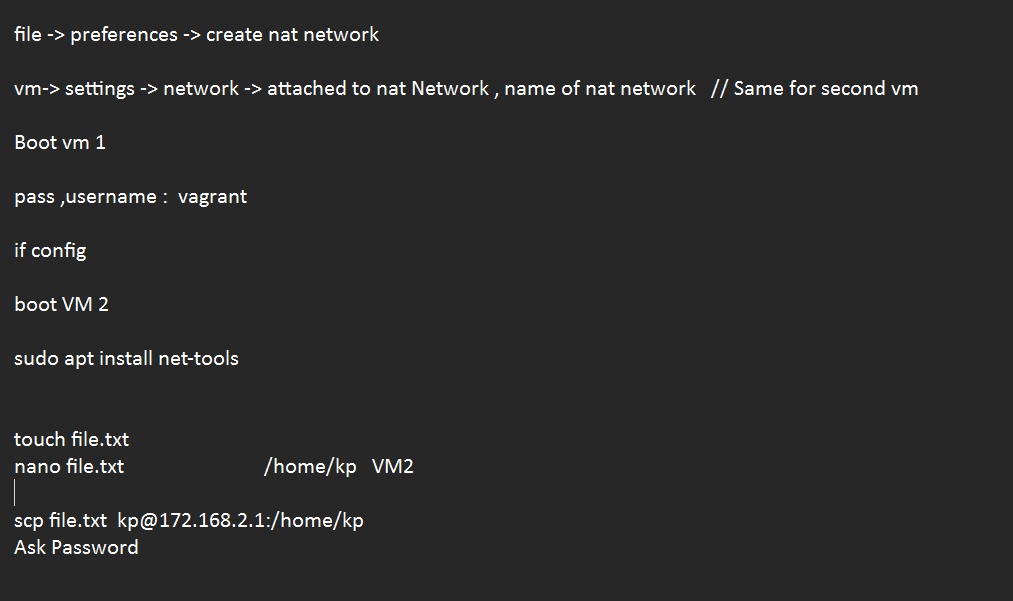 file -> preferences -> create nat network
vm-> settings -> network -> attached to nat Network , name of nat network   // Same for second vm
Boot vm 1
pass ,username :  vagrant
if config
boot VM 2
sudo apt install net-tools
touch file.txt
nano file.txt                         /home/kp   VM2
scp file.txt  kp@172.168.2.1:/home/kp
Ask Password